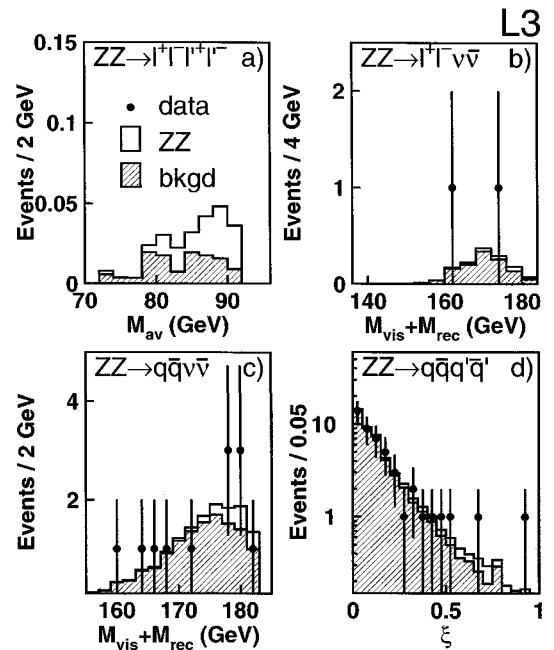 L3
ZZ→l⁺l⁻l'⁺l'⁻ a)
Events / 2 GeV
0.15
0.1
0.05
0
data
ZZ
bkgd
70 80 90
M_av (GeV)
ZZ→l⁺l⁻νν̄ b)
Events / 4 GeV
2
1
0
140 160 180
M_vis+M_rec (GeV)
ZZ→qq̄νν̄ c)
Events / 2 GeV
4
2
160 170 180
M_vis+M_rec (GeV)
ZZ→qq̄q'q̄' d)
Events / 0.05
10
1
0 0.5 1
ξ